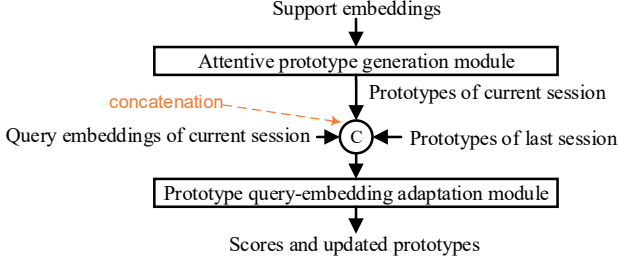 Support embeddings
Attentive prototype generation module
Prototypes of current session
concatenation
Query embeddings of current session
C
Prototypes of last session
Prototype query-embedding adaptation module
Scores and updated prototypes